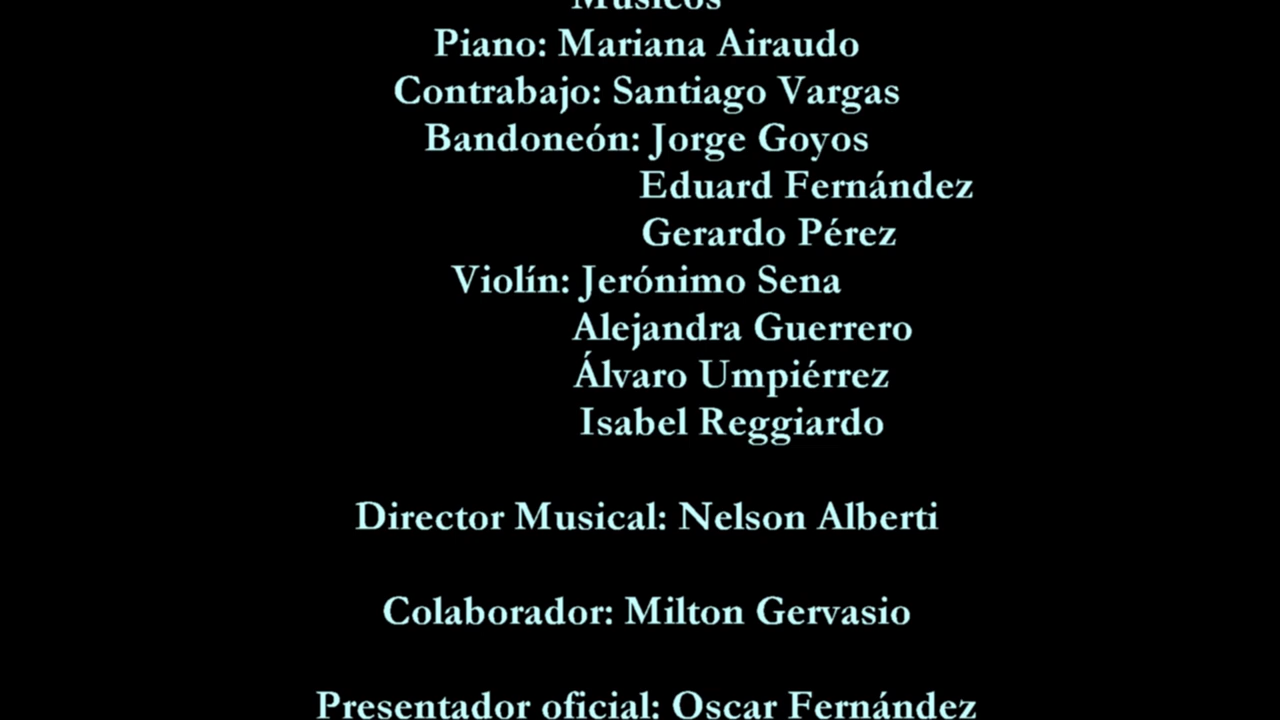 Músicos
Piano: Mariana Airaudo
Contrabajo: Santiago Vargas
Bandoneón: Jorge Goyos
Eduard Fernández
Gerardo Pérez
Violín: Jerónimo Sena
Alejandra Guerrero
Álvaro Umpiérrez
Isabel Reggiardo
Director Musical: Nelson Alberti
Colaborador: Milton Gervasio
Presentador oficial: Oscar Fernández